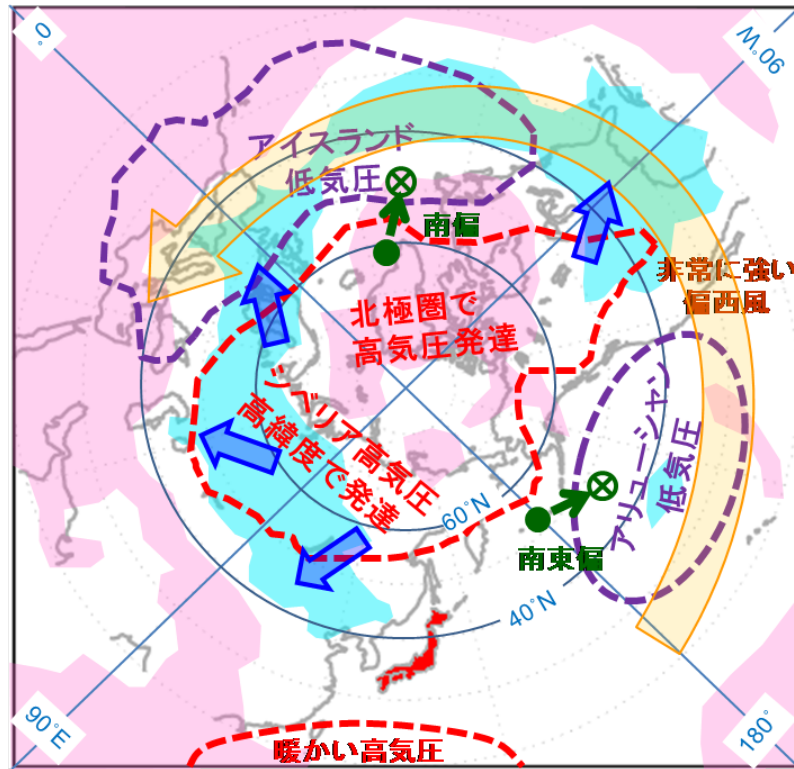 0°
90°W
アイスランド
低気圧
南偏
非常に強い
偏西風
北極圏で
高気圧発達
シベリア高気圧
高緯度で発達
アリューシャン
低気圧
60°N
南東偏
40°N
90°E
180°
暖かい高気圧